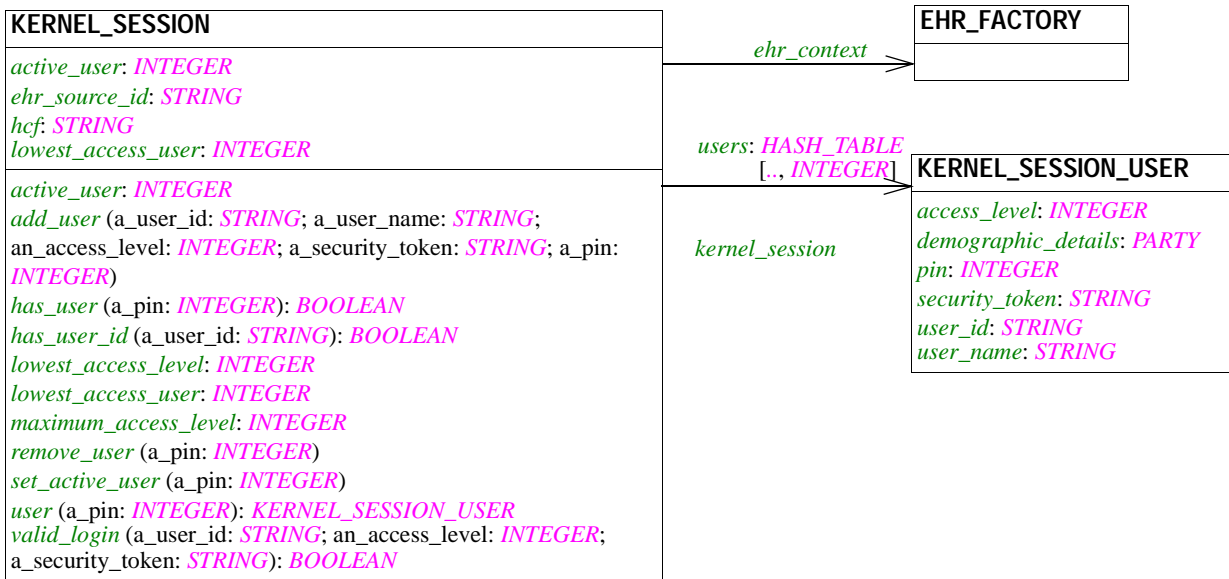 KERNEL_SESSION
active_user: INTEGER
ehr_source_id: STRING
hcf: STRING
lowest_access_user: INTEGER
active_user: INTEGER
add_user (a_user_id: STRING; a_user_name: STRING;
an_access_level: INTEGER; a_security_token: STRING; a_pin:
INTEGER)
has_user (a_pin: INTEGER): BOOLEAN
has_user_id (a_user_id: STRING): BOOLEAN
lowest_access_level: INTEGER
lowest_access_user: INTEGER
maximum_access_level: INTEGER
remove_user (a_pin: INTEGER)
set_active_user (a_pin: INTEGER)
user (a_pin: INTEGER): KERNEL_SESSION_USER
valid_login (a_user_id: STRING; an_access_level: INTEGER;
a_security_token: STRING): BOOLEAN
ehr_context
EHR_FACTORY
users: HASH_TABLE
[.., INTEGER]
kernel_session
KERNEL_SESSION_USER
access_level: INTEGER
demographic_details: PARTY
pin: INTEGER
security_token: STRING
user_id: STRING
user_name: STRING